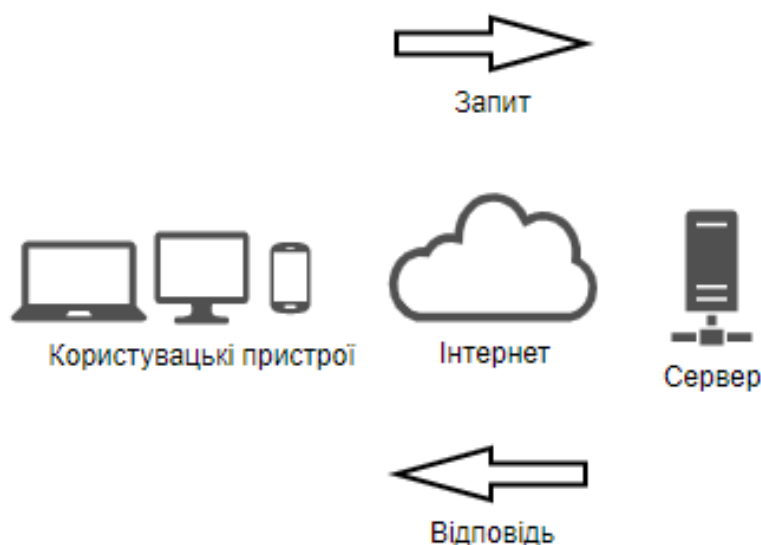 Запит
Користувацькі пристрої
Інтернет
Сервер
Відповідь